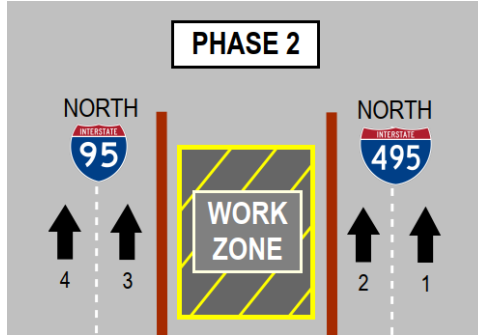 PHASE 2
NORTH
INTERSTATE
95
NORTH
INTERSTATE
495
WORK
ZONE
4 3
2 1